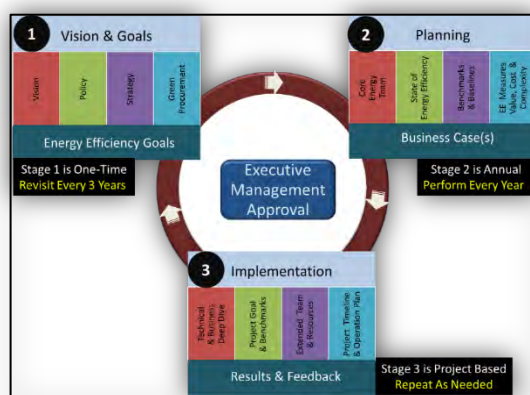 1
Vision & Goals
Vision
Policy
Strategy
Green
Procurement
Energy Efficiency Goals
Stage 1 is One-Time
Revisit Every 3 Years
2
Planning
Core
Energy
Team
State of
Energy Efficiency
Benchmarks
& Baselines
EE Measures,
Value, Cost &
Complexity
Business Case(s)
Stage 2 is Annual
Perform Every Year
Executive
Management
Approval
3
Implementation
Technical
& Business
Deep Dive
Project Goal
& Benchmarks
Extended Team
& Resources
Project Timeline
& Operation Plan
Results & Feedback
Stage 3 is Project Based
Repeat As Needed